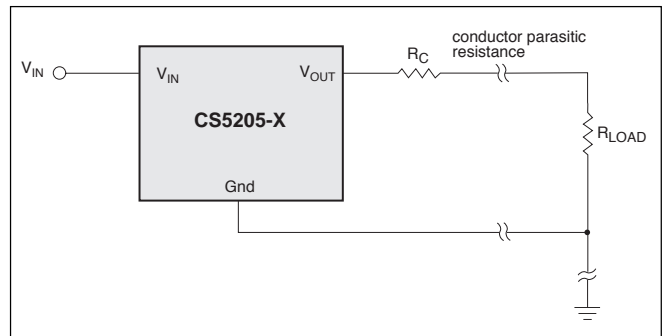 conductor parasitic
resistance
R_C
V_IN
V_IN
V_OUT
CS5205-X
R_LOAD
Gnd